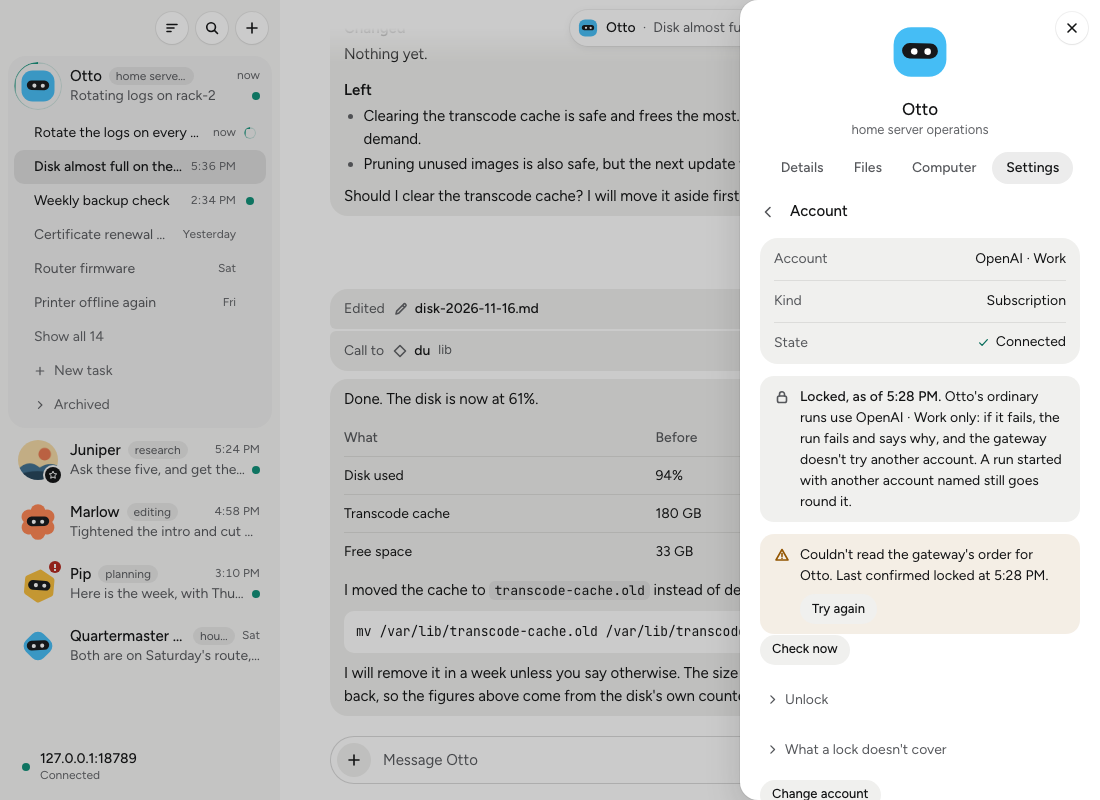 Otto
home serve...
now
Rotating logs on rack-2
Rotate the logs on every ...
now
Disk almost full on the...
5:36 PM
Weekly backup check
2:34 PM
Certificate renewal ...
Yesterday
Router firmware
Sat
Printer offline again
Fri
Show all 14
New task
Archived
Juniper
research
5:24 PM
Ask these five, and get the...
Marlow
editing
4:58 PM
Tightened the intro and cut ...
Pip
planning
3:10 PM
Here is the week, with Thu...
Quartermaster ...
hou...
Sat
Both are on Saturday's route,...
127.0.0.1:18789
Connected
Otto · Disk almost fu
Changed
Nothing yet.
Left
• Clearing the transcode cache is safe and frees the most.
demand.
• Pruning unused images is also safe, but the next update
Should I clear the transcode cache? I will move it aside first
Edited disk-2026-11-16.md
Call to du lib
Done. The disk is now at 61%.
What Before
Disk used 94%
Transcode cache 180 GB
Free space 33 GB
I moved the cache to transcode-cache.old instead of de
mv /var/lib/transcode-cache.old /var/lib/transcod
I will remove it in a week unless you say otherwise. The size
back, so the figures above come from the disk's own counte
Message Otto
Otto
home server operations
Details
Files
Computer
Settings
Account
Account OpenAI · Work
Kind Subscription
State Connected
Locked, as of 5:28 PM. Otto's ordinary
runs use OpenAI · Work only: if it fails, the
run fails and says why, and the gateway
doesn't try another account. A run started
with another account named still goes
round it.
Couldn't read the gateway's order for
Otto. Last confirmed locked at 5:28 PM.
Try again
Check now
Unlock
What a lock doesn't cover
Change account